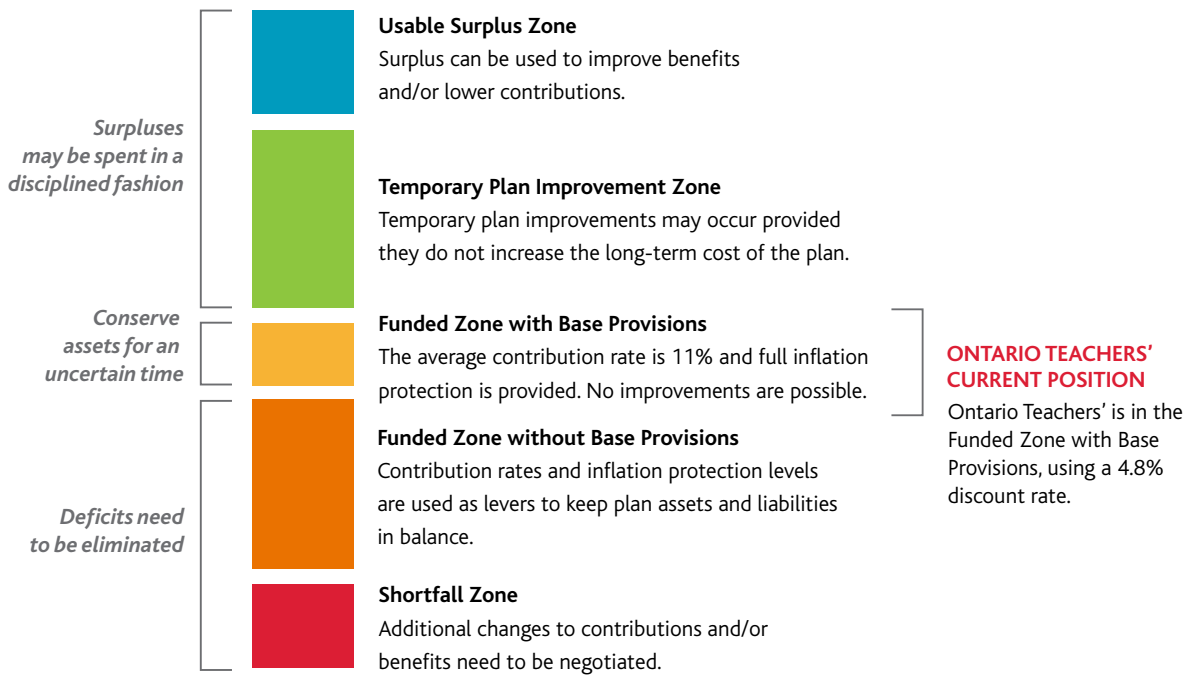 Usable Surplus Zone
Surplus can be used to improve benefits
and/or lower contributions.
Surpluses
may be spent in a
disciplined fashion
Temporary Plan Improvement Zone
Temporary plan improvements may occur provided
they do not increase the long-term cost of the plan.
Conserve
assets for an
uncertain time
Funded Zone with Base Provisions
The average contribution rate is 11% and full inflation
protection is provided. No improvements are possible.
ONTARIO TEACHERS’
CURRENT POSITION
Ontario Teachers’ is in the
Funded Zone with Base
Provisions, using a 4.8%
discount rate.
Deficits need
to be eliminated
Funded Zone without Base Provisions
Contribution rates and inflation protection levels
are used as levers to keep plan assets and liabilities
in balance.
Shortfall Zone
Additional changes to contributions and/or
benefits need to be negotiated.